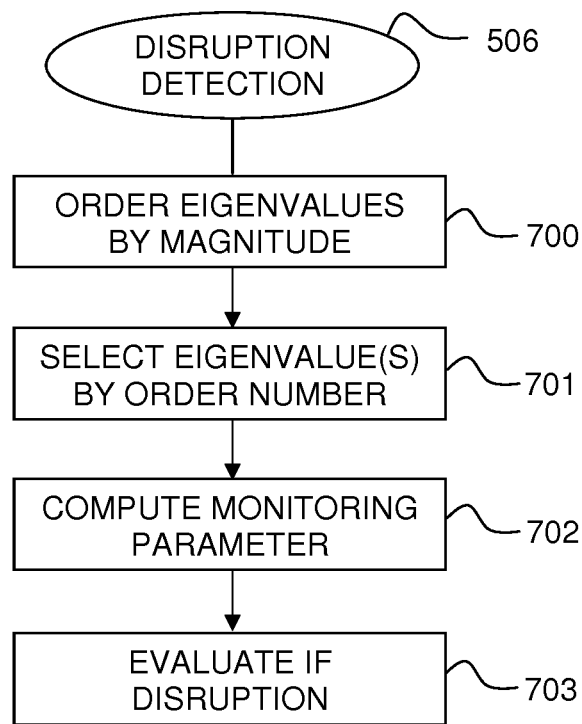 DISRUPTION
DETECTION
506
ORDER EIGENVALUES
BY MAGNITUDE
700
SELECT EIGENVALUE(S)
BY ORDER NUMBER
701
COMPUTE MONITORING
PARAMETER
702
EVALUATE IF
DISRUPTION
703